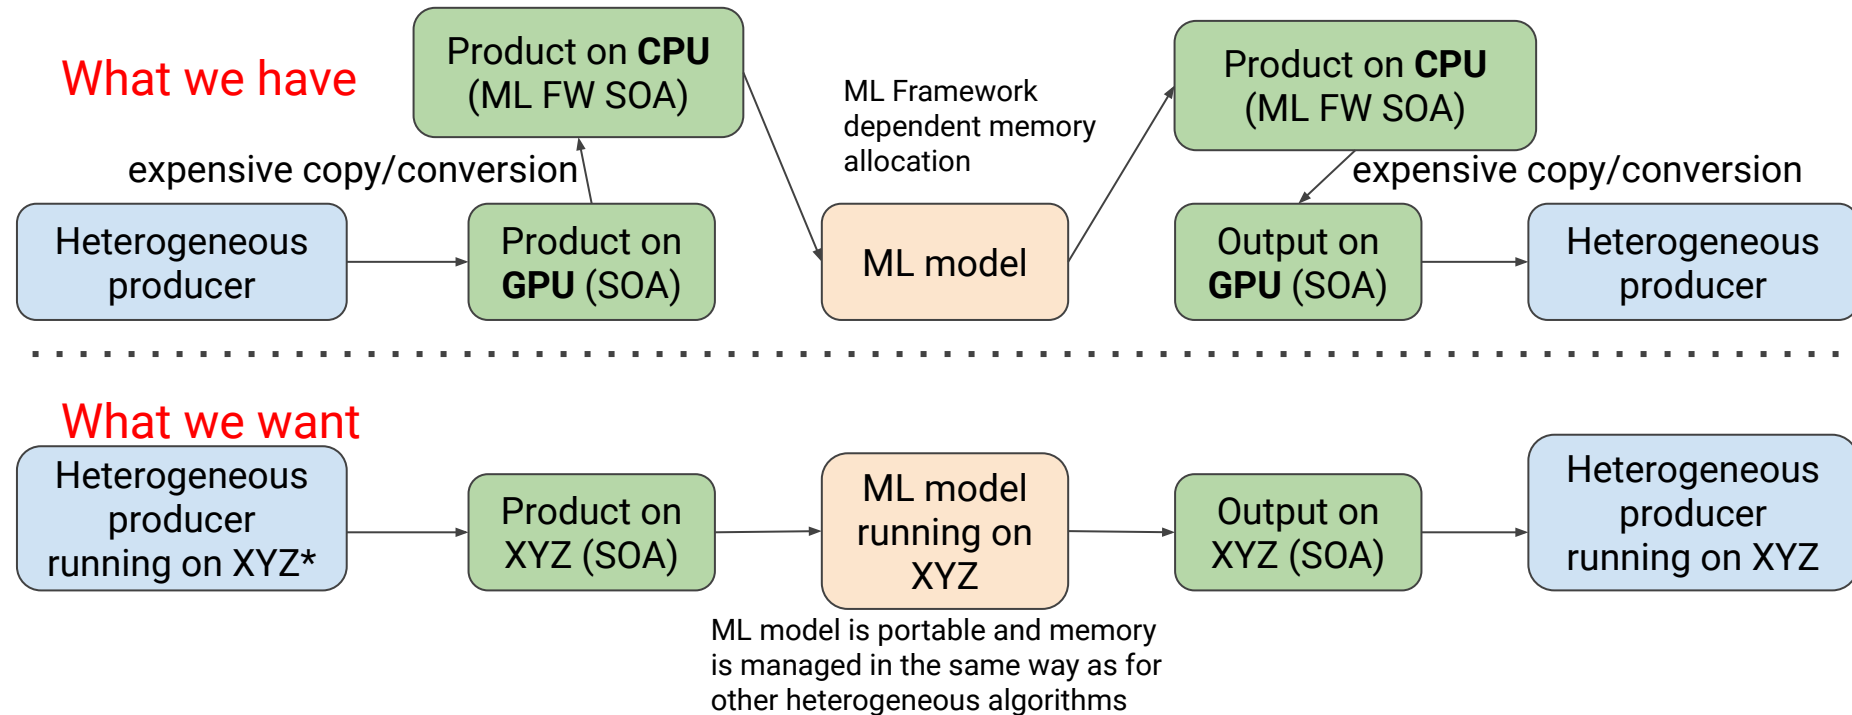 What we have
Product on CPU
(ML FW SOA)
ML Framework
dependent memory
allocation
Product on CPU
(ML FW SOA)
expensive copy/conversion
expensive copy/conversion
Heterogeneous
producer
Product on
GPU (SOA)
ML model
Output on
GPU (SOA)
Heterogeneous
producer
What we want
Heterogeneous
producer
running on XYZ*
Product on
XYZ (SOA)
ML model
running on
XYZ
Output on
XYZ (SOA)
Heterogeneous
producer
running on XYZ
ML model is portable and memory
is managed in the same way as for
other heterogeneous algorithms